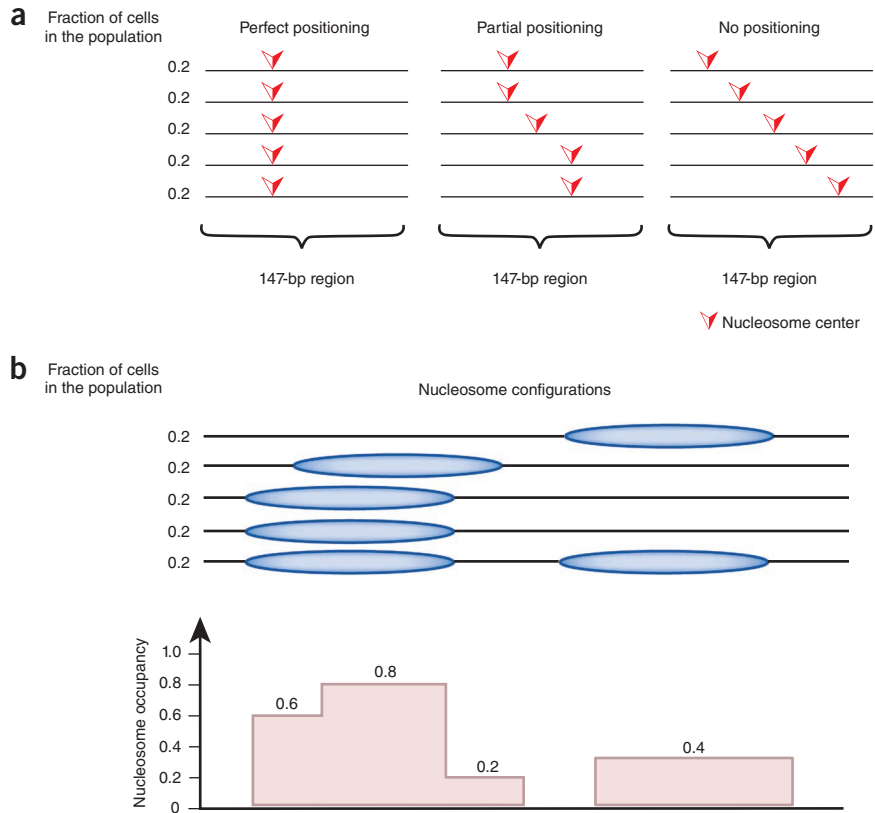 a
Fraction of cells
in the population
Perfect positioning
Partial positioning
No positioning
0.2
0.2
0.2
0.2
0.2
147-bp region
147-bp region
147-bp region
Nucleosome center
b
Fraction of cells
in the population
Nucleosome configurations
0.2
0.2
0.2
0.2
0.2
Nucleosome occupancy
1.0
0.8
0.6
0.4
0.2
0
0.6
0.8
0.2
0.4